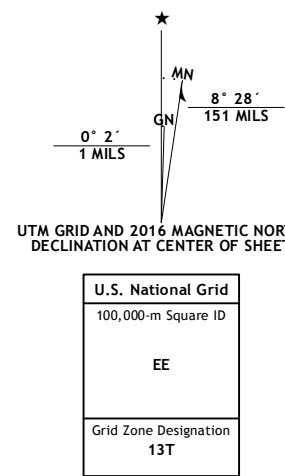 ★
MN
GN
8° 28´
151 MILS
0° 2´
1 MILS
UTM GRID AND 2016 MAGNETIC NOR
DECLINATION AT CENTER OF SHEET
U.S. National Grid
100,000-m Square ID
EE
Grid Zone Designation
13T